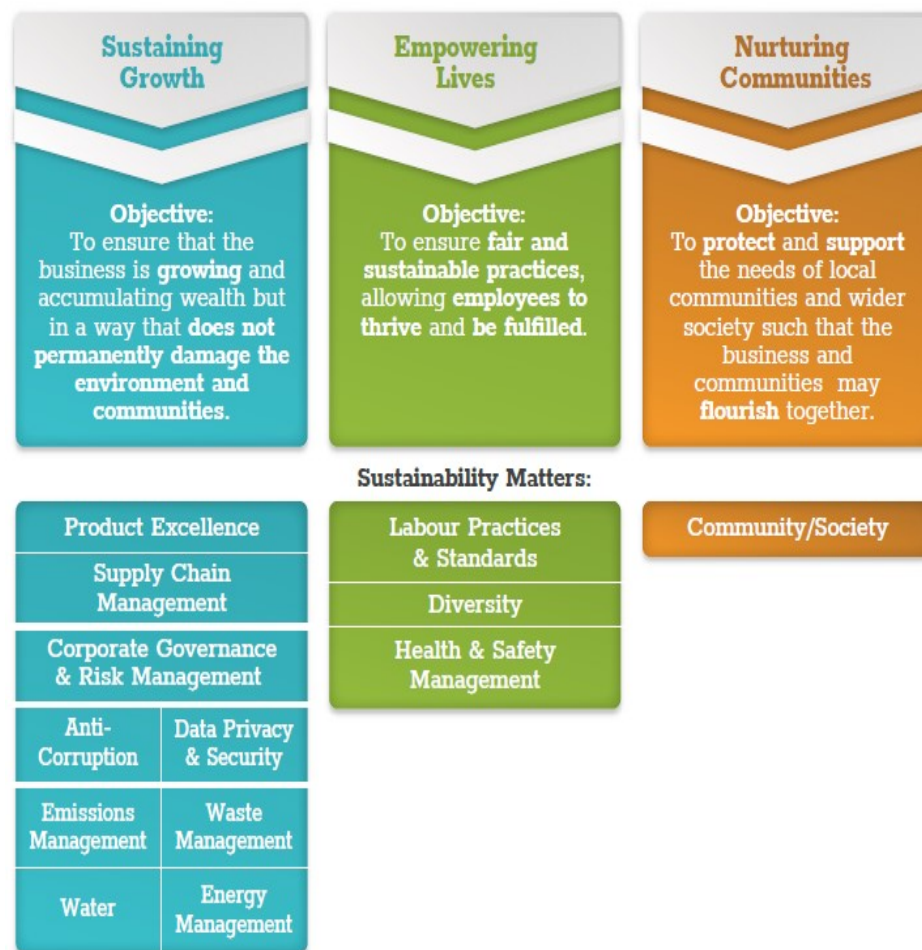 Sustaining
Growth
Objective:
To ensure that the
business is growing and
accumulating wealth but
in a way that does not
permanently damage the
environment and
communities.
Empowering
Lives
Objective:
To ensure fair and
sustainable practices,
allowing employees to
thrive and be fulfilled.
Nurturing
Communities
Objective:
To protect and support
the needs of local
communities and wider
society such that the
business and
communities may
flourish together.
Sustainability Matters:
Product Excellence
Supply Chain
Management
Corporate Governance
& Risk Management
Anti-
Corruption
Data Privacy
& Security
Emissions
Management
Waste
Management
Water
Energy
Management
Labour Practices
& Standards
Diversity
Health & Safety
Management
Community/Society